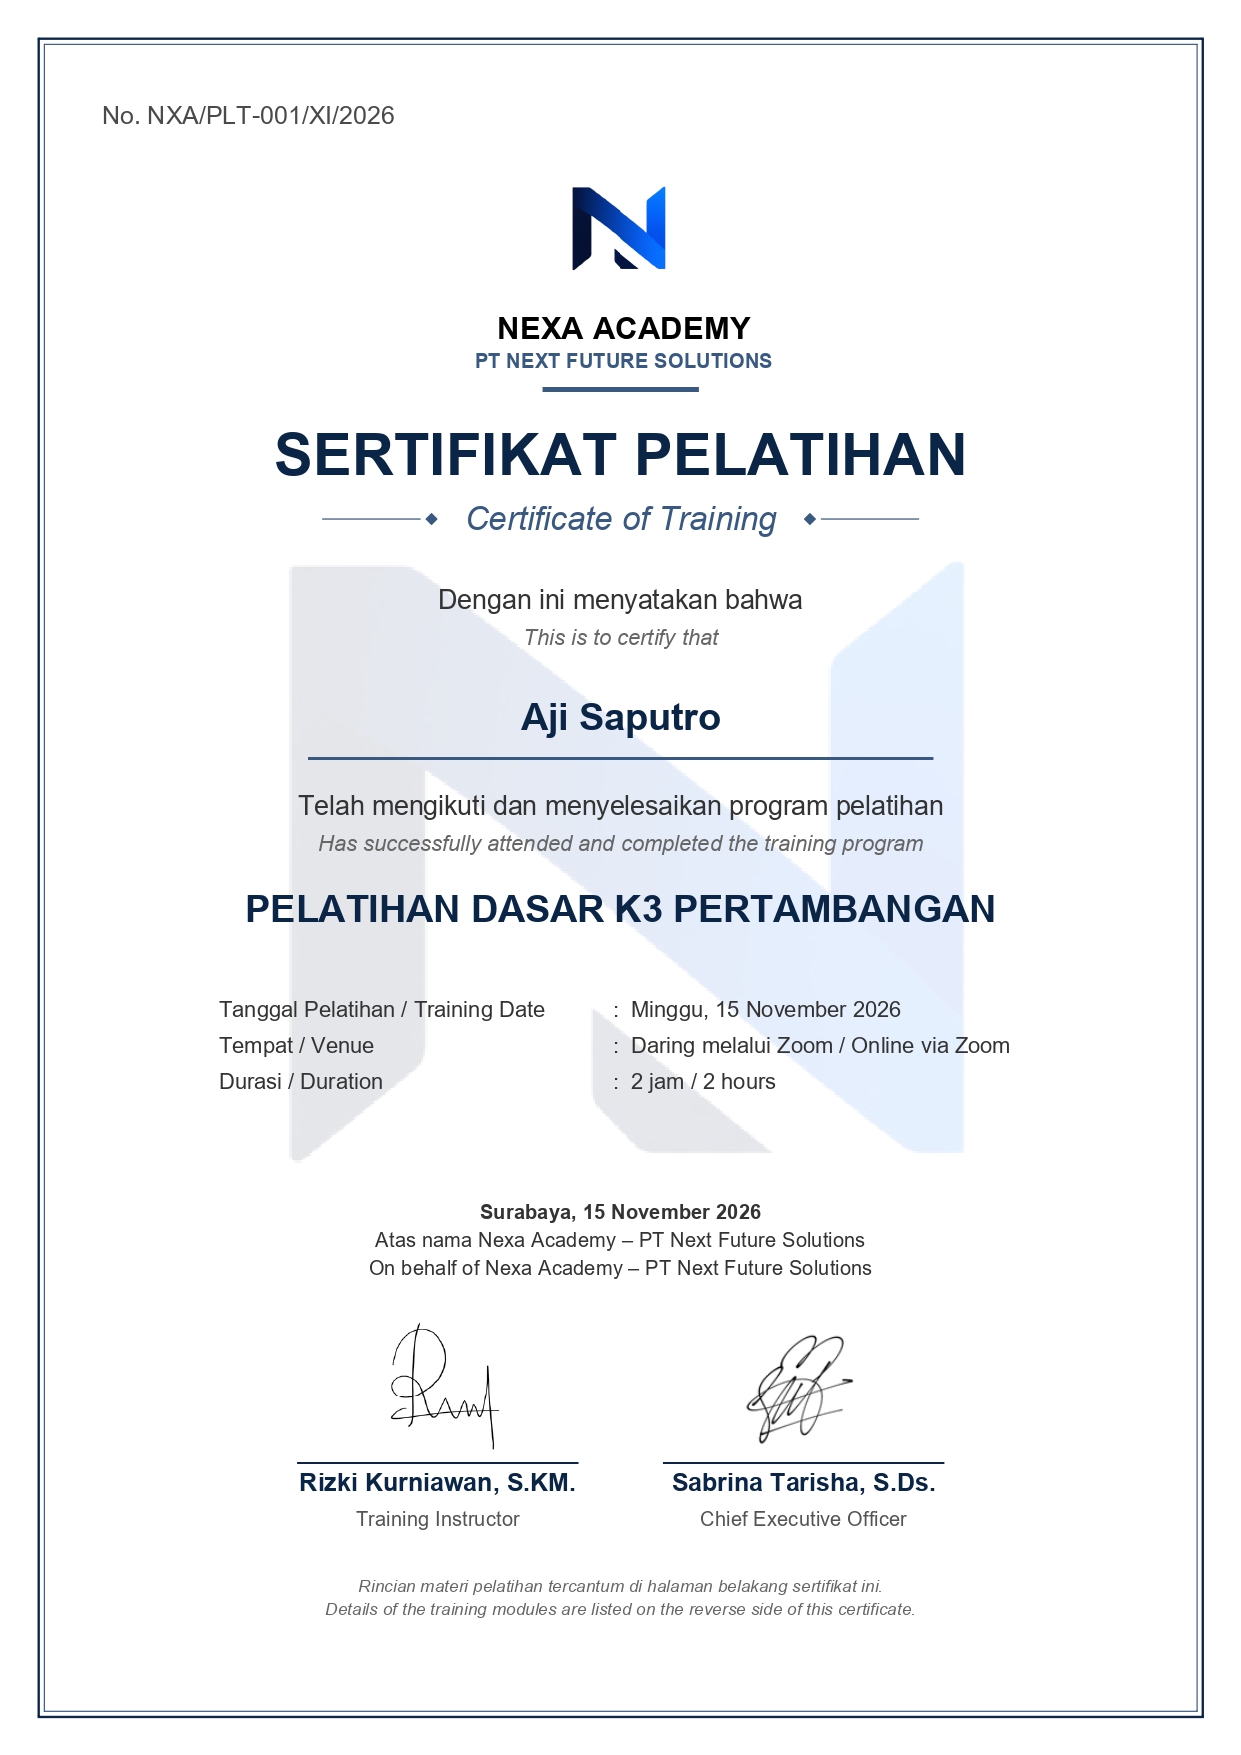 No. NXA/PLT-001/XI/2026
NEXA ACADEMY
PT NEXT FUTURE SOLUTIONS
SERTIFIKAT PELATIHAN
Certificate of Training
Dengan ini menyatakan bahwa
This is to certify that
Aji Saputro
Telah mengikuti dan menyelesaikan program pelatihan
Has successfully attended and completed the training program
PELATIHAN DASAR K3 PERTAMBANGAN
Tanggal Pelatihan / Training Date : Minggu, 15 November 2026
Tempat / Venue : Daring melalui Zoom / Online via Zoom
Durasi / Duration : 2 jam / 2 hours
Surabaya, 15 November 2026
Atas nama Nexa Academy – PT Next Future Solutions
On behalf of Nexa Academy – PT Next Future Solutions
Rizki Kurniawan, S.KM. Sabrina Tarisha, S.Ds.
Training Instructor Chief Executive Officer
Rincian materi pelatihan tercantum di halaman belakang sertifikat ini.
Details of the training modules are listed on the reverse side of this certificate.